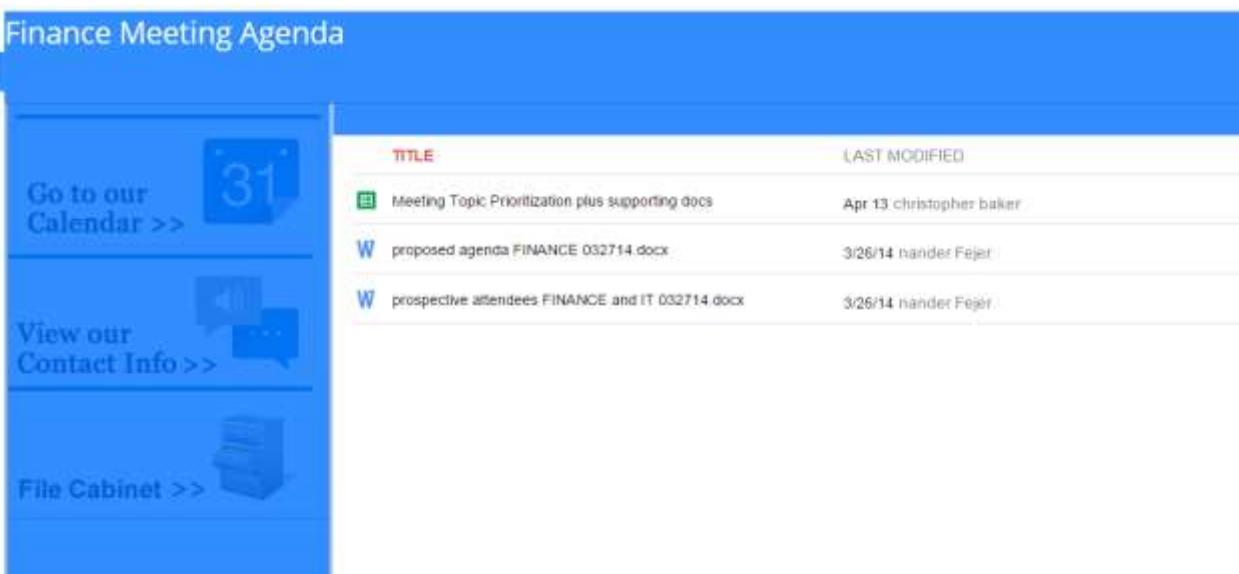 Finance Meeting Agenda
31
Go to our
Calendar >>
View our
Contact Info >>
File Cabinet >>
TITLE LAST MODIFIED
Meeting Topic Prioritization plus supporting docs Apr 13 christopher baker
W proposed agenda FINANCE 032714.docx 3/26/14 nander Fejer
W prospective attendees FINANCE and IT 032714.docx 3/26/14 nander Fejer